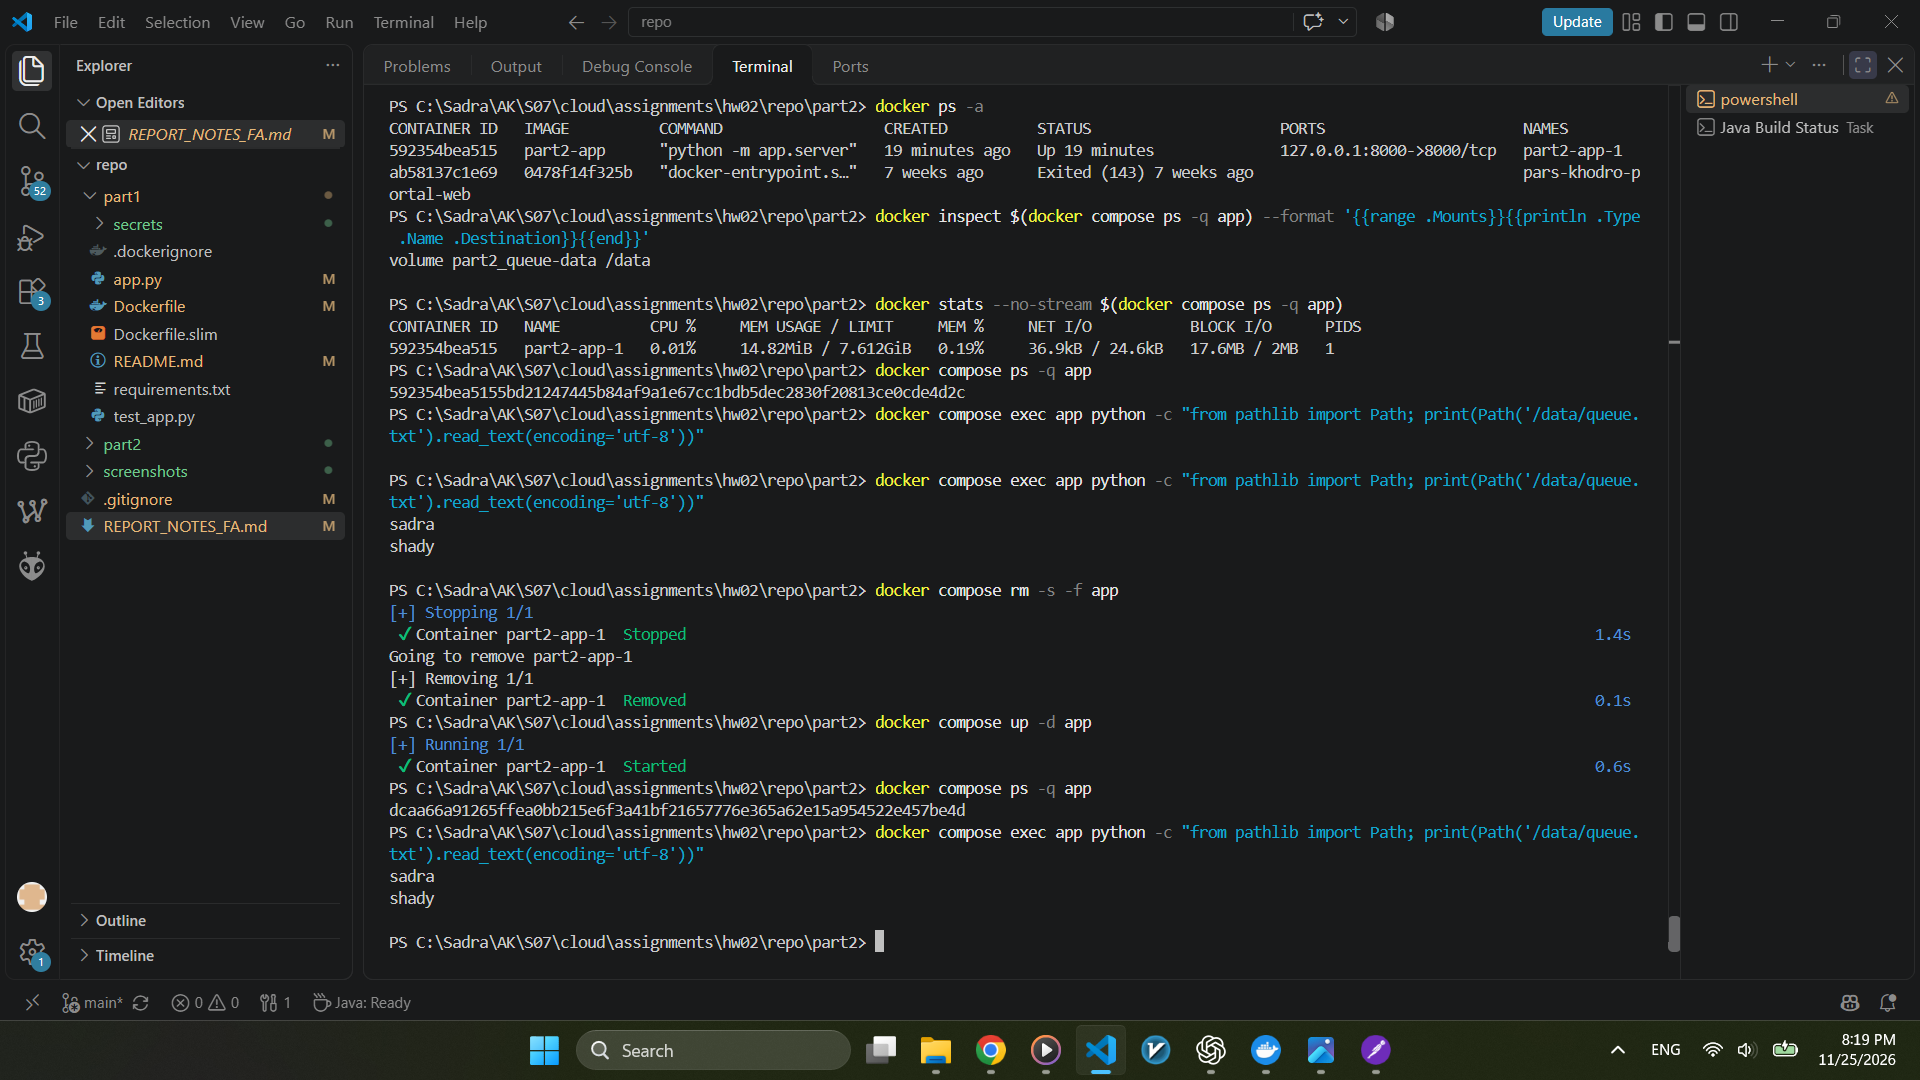 File Edit Selection View Go Run Terminal Help
repo
Update
Explorer
Open Editors
REPORT_NOTES_FA.md M
repo
part1
secrets
.dockerignore
app.py M
Dockerfile M
Dockerfile.slim
README.md M
requirements.txt
test_app.py
part2
screenshots
.gitignore M
REPORT_NOTES_FA.md M
Outline
Timeline
52
3
1
Problems Output Debug Console Terminal Ports
PS C:\Sadra\AK\S07\cloud\assignments\hw02\repo\part2> docker ps -a
CONTAINER ID IMAGE COMMAND CREATED STATUS PORTS NAMES
592354bea515 part2-app "python -m app.server" 19 minutes ago Up 19 minutes 127.0.0.1:8000->8000/tcp part2-app-1
ab58137c1e69 0478f14f325b "docker-entrypoint.s…" 7 weeks ago Exited (143) 7 weeks ago pars-khodro-p
ortal-web
PS C:\Sadra\AK\S07\cloud\assignments\hw02\repo\part2> docker inspect $(docker compose ps -q app) --format '{{range .Mounts}}{{println .Type
.Name .Destination}}{{end}}'
volume part2_queue-data /data
PS C:\Sadra\AK\S07\cloud\assignments\hw02\repo\part2> docker stats --no-stream $(docker compose ps -q app)
CONTAINER ID NAME CPU % MEM USAGE / LIMIT MEM % NET I/O BLOCK I/O PIDS
592354bea515 part2-app-1 0.01% 14.82MiB / 7.612GiB 0.19% 36.9kB / 24.6kB 17.6MB / 2MB 1
PS C:\Sadra\AK\S07\cloud\assignments\hw02\repo\part2> docker compose ps -q app
592354bea5155bd21247445b84af9a1e67cc1bdb5dec2830f20813ce0cde4d2c
PS C:\Sadra\AK\S07\cloud\assignments\hw02\repo\part2> docker compose exec app python -c "from pathlib import Path; print(Path('/data/queue.
txt').read_text(encoding='utf-8'))"
PS C:\Sadra\AK\S07\cloud\assignments\hw02\repo\part2> docker compose exec app python -c "from pathlib import Path; print(Path('/data/queue.
txt').read_text(encoding='utf-8'))"
sadra
shady
PS C:\Sadra\AK\S07\cloud\assignments\hw02\repo\part2> docker compose rm -s -f app
[+] Stopping 1/1
✔ Container part2-app-1 Stopped 1.4s
Going to remove part2-app-1
[+] Removing 1/1
✔ Container part2-app-1 Removed 0.1s
PS C:\Sadra\AK\S07\cloud\assignments\hw02\repo\part2> docker compose up -d app
[+] Running 1/1
✔ Container part2-app-1 Started 0.6s
PS C:\Sadra\AK\S07\cloud\assignments\hw02\repo\part2> docker compose ps -q app
dcaa66a91265ffea0bb215e6f3a41bf21657776e365a62e15a954522e457be4d
PS C:\Sadra\AK\S07\cloud\assignments\hw02\repo\part2> docker compose exec app python -c "from pathlib import Path; print(Path('/data/queue.
txt').read_text(encoding='utf-8'))"
sadra
shady
PS C:\Sadra\AK\S07\cloud\assignments\hw02\repo\part2>
powershell
Java Build Status Task
main* 0 0 1 Java: Ready
Search
ENG
8:19 PM
11/25/2026